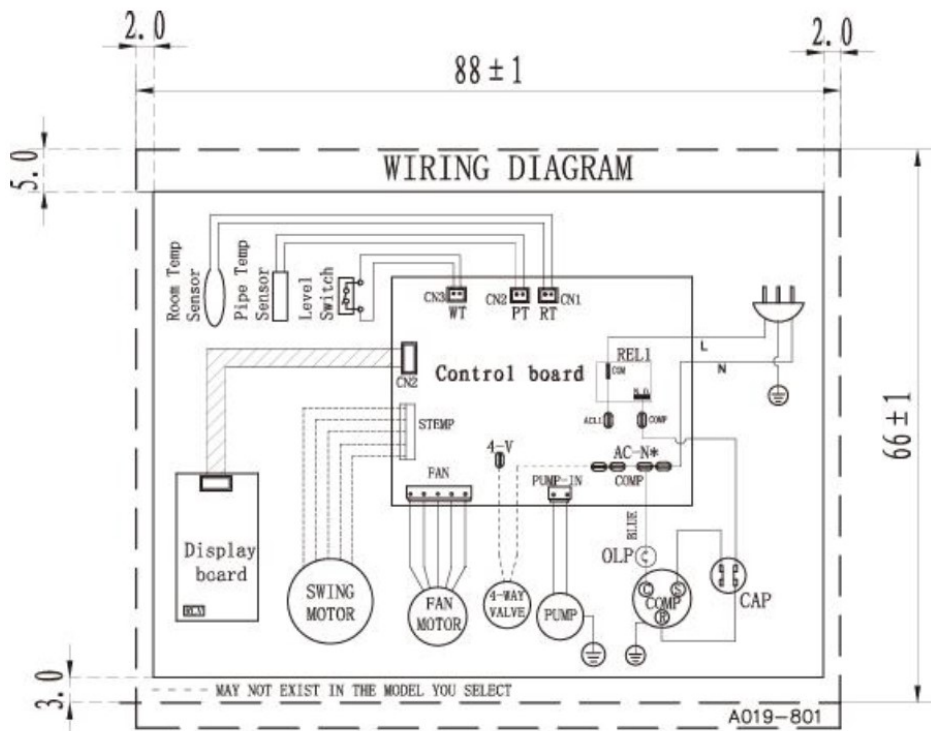 2.0
2.0
88±1
5.0
WIRING DIAGRAM
Room Temp
Sensor
Pipe Temp
Sensor
Level
Switch
CN3
WT
CN2
PT
RT
CN1
L
N
REL1
COM
N.O
CN2
Control board
ACL1
COMP
STEMP
4-V
AC-N*
COMP
FAN
PUMP-IN
66±1
BLUE
OLP
Display
board
SWING
MOTOR
FAN
MOTOR
4-WAY
VALVE
PUMP
C
S
COMP
R
CAP
3.0
MAY NOT EXIST IN THE MODEL YOU SELECT
A019-801